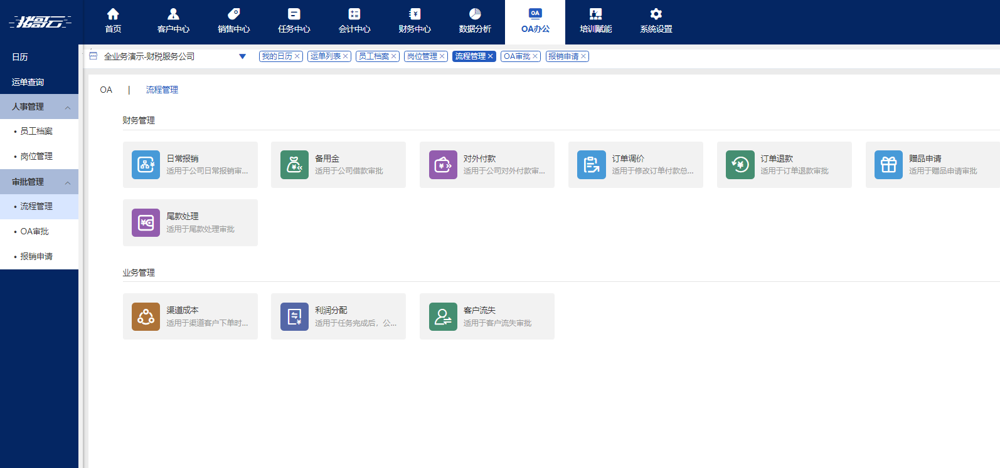 猪哥云
首页
客户中心
销售中心
任务中心
会计中心
财务中心
数据分析
OA
OA办公
培训赋能
系统设置
日历
运单查询
人事管理
• 员工档案
• 岗位管理
审批管理
• 流程管理
• OA审批
• 报销申请
全业务演示-财税服务公司
我的日历 ×
运单列表 ×
员工档案 ×
岗位管理 ×
流程管理 ×
OA审批 ×
报销申请 ×
OA | 流程管理
财务管理
日常报销
适用于公司日常报销审...
备用金
适用于公司借款审批
对外付款
适用于公司对外付款审...
订单调价
适用于修改订单付款总...
订单退款
适用于订单退款审批
赠品申请
适用于赠品申请审批
尾款处理
适用于尾款处理审批
业务管理
渠道成本
适用于渠道客户下单时...
利润分配
适用于任务完成后，公...
客户流失
适用于客户流失审批